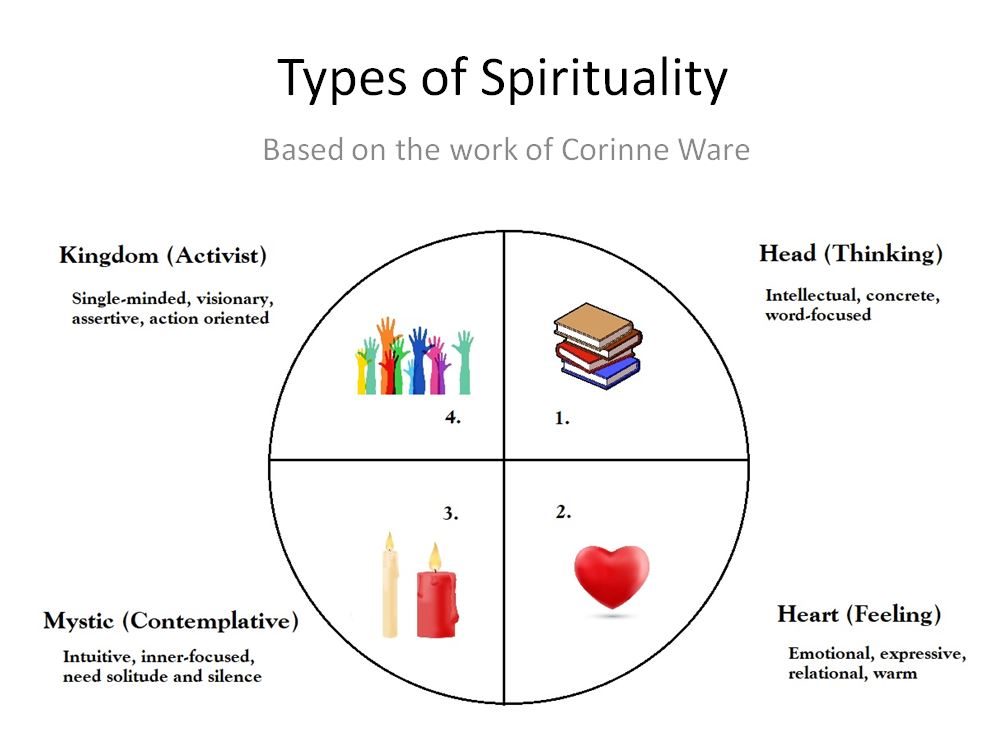 Types of Spirituality
Based on the work of Corinne Ware
Kingdom (Activist)
Single-minded, visionary,
assertive, action oriented
Head (Thinking)
Intellectual, concrete,
word-focused
4.
1.
3.
2.
Mystic (Contemplative)
Intuitive, inner-focused,
need solitude and silence
Heart (Feeling)
Emotional, expressive,
relational, warm